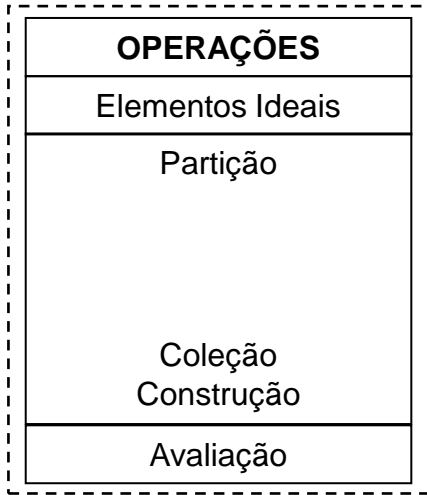 OPERAÇÕES
Elementos Ideais
Partição
Coleção
Construção
Avaliação